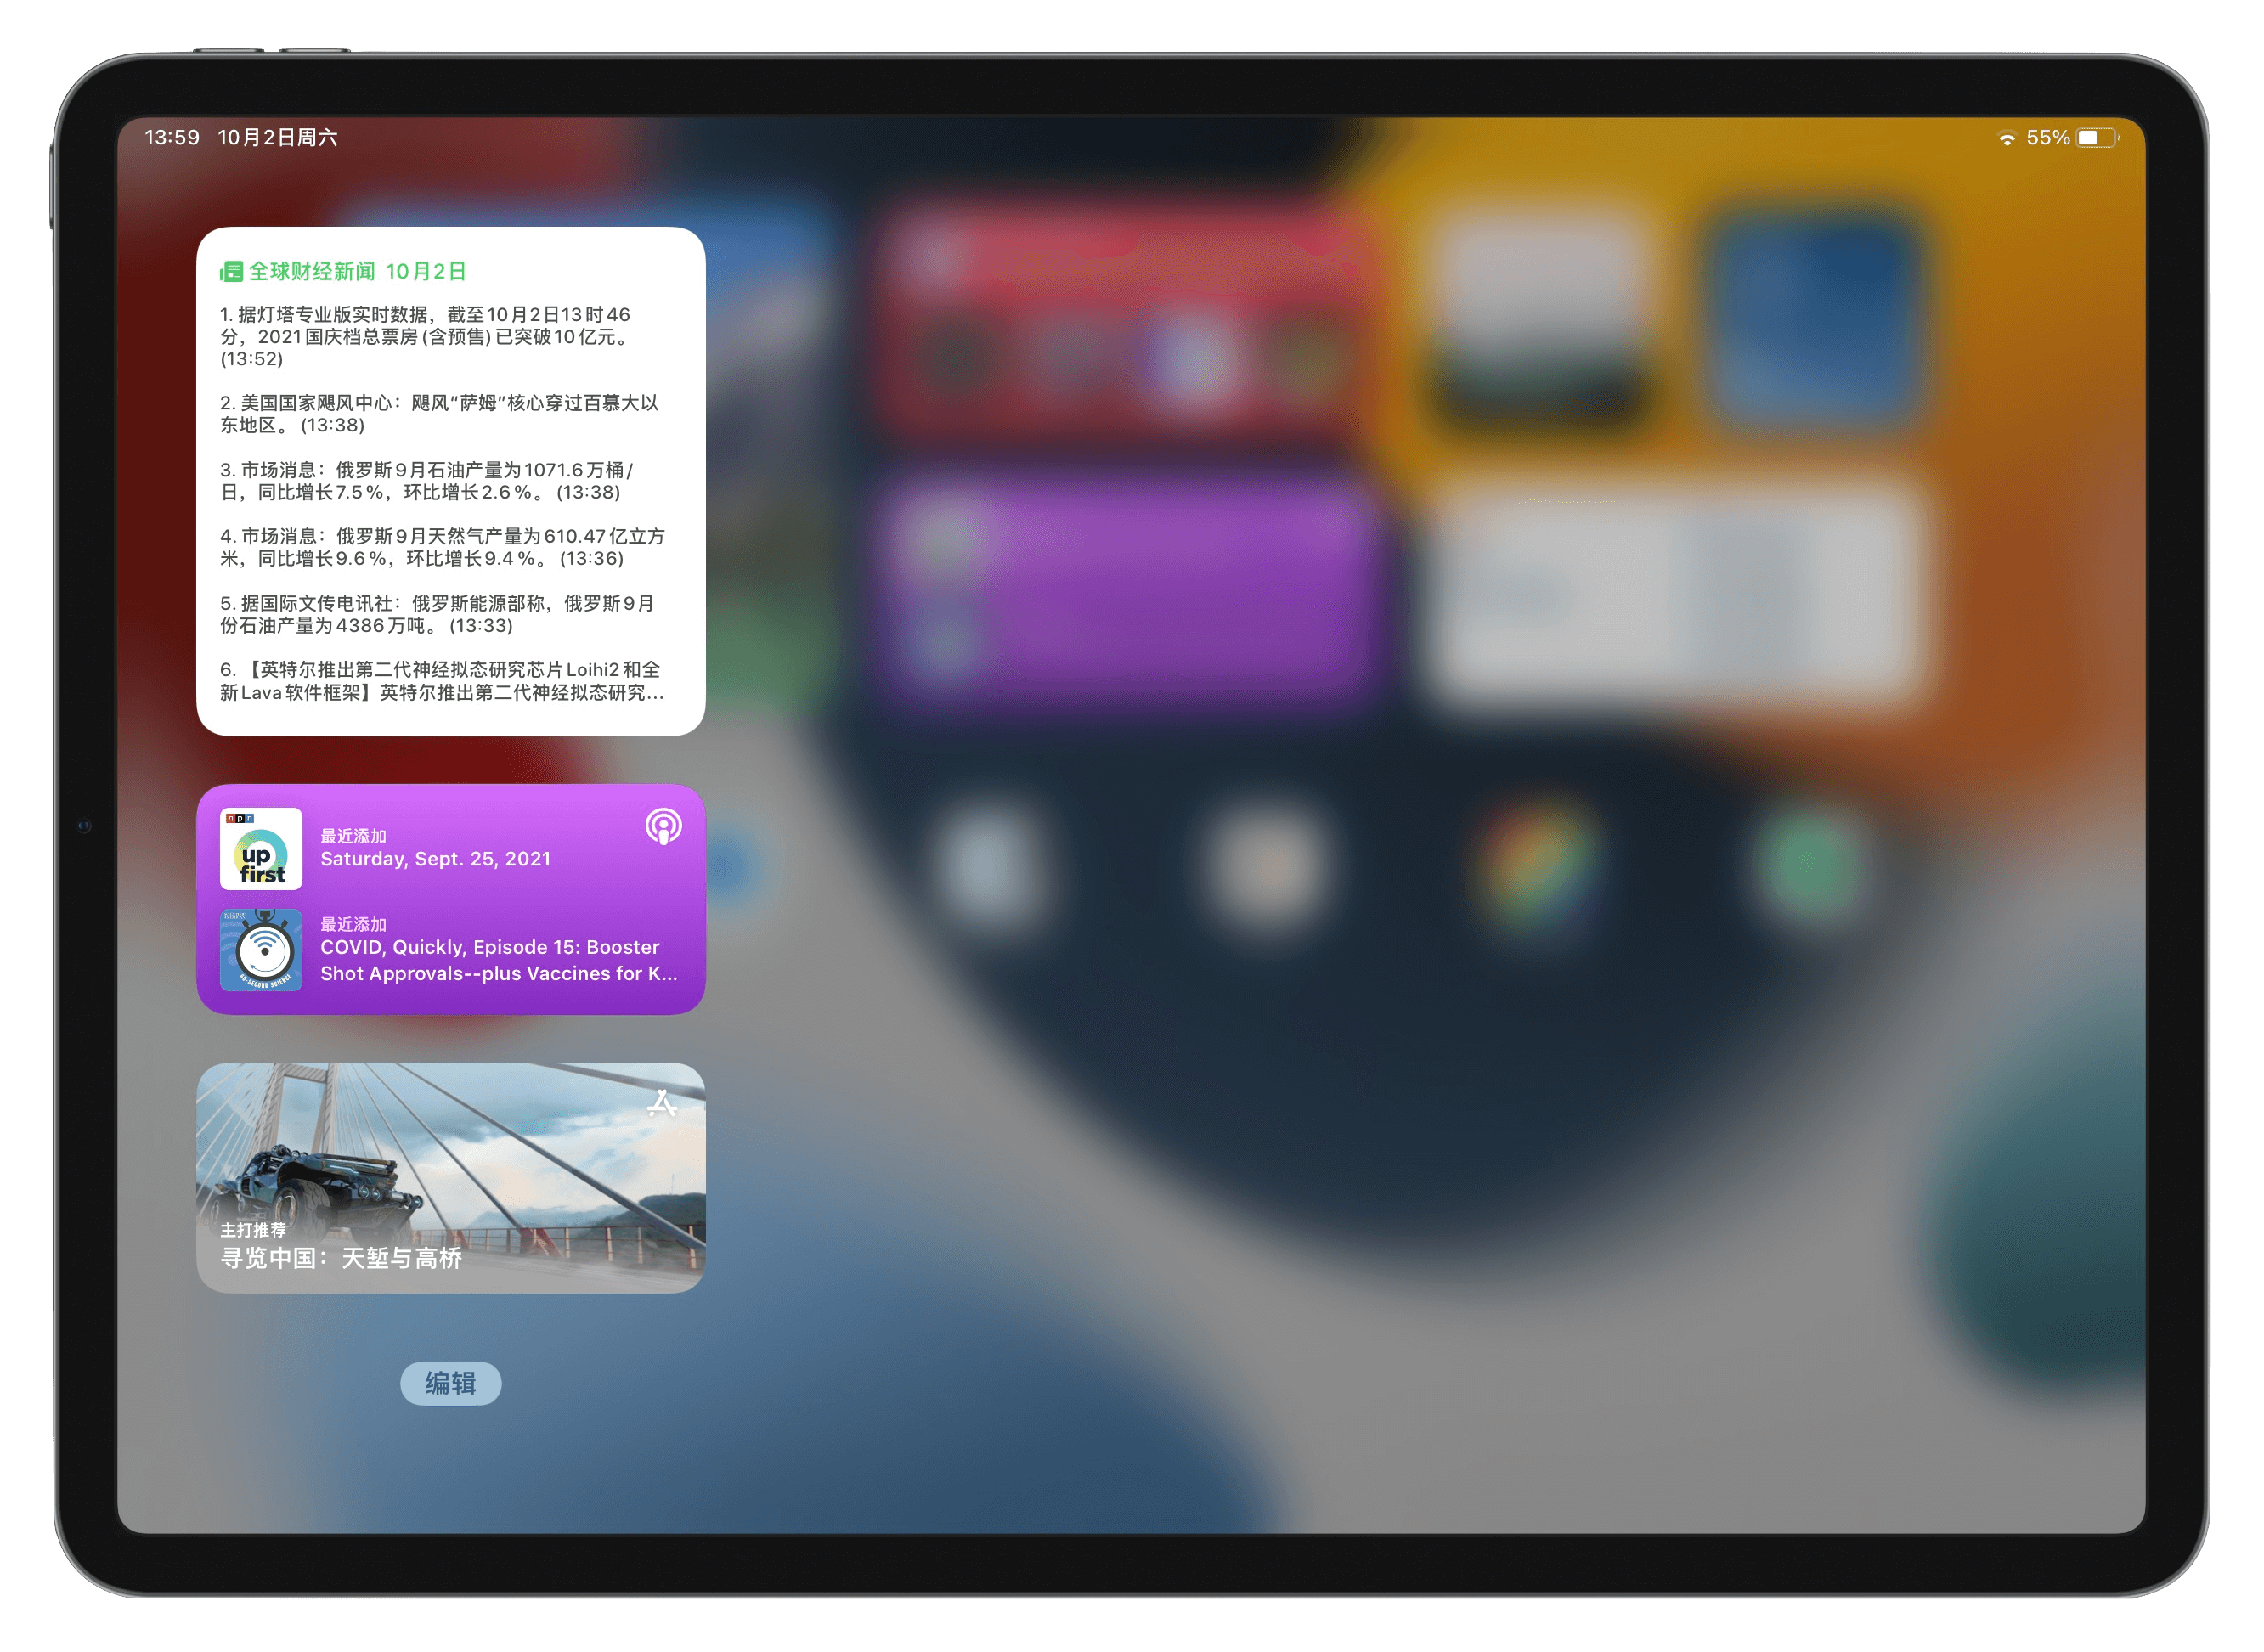 13:59 10月2日周六
55%
全球财经新闻 10月2日
1. 据灯塔专业版实时数据，截至10月2日13时46
分，2021国庆档总票房(含预售)已突破10亿元。
(13:52)
2. 美国国家飓风中心：飓风“萨姆”核心穿过百慕大以
东地区。 (13:38)
3. 市场消息：俄罗斯9月石油产量为1071.6万桶/
日，同比增长7.5%，环比增长2.6%。 (13:38)
4. 市场消息：俄罗斯9月天然气产量为610.47亿立方
米，同比增长9.6%，环比增长9.4%。 (13:36)
5. 据国际文传电讯社：俄罗斯能源部称，俄罗斯9月
份石油产量为4386万吨。 (13:33)
6. 【英特尔推出第二代神经拟态研究芯片Loihi2和全
新Lava软件框架】英特尔推出第二代神经拟态研究...
npr
up
first
最近添加
Saturday, Sept. 25, 2021
60-SECOND SCIENCE
最近添加
COVID, Quickly, Episode 15: Booster
Shot Approvals--plus Vaccines for K...
主打推荐
寻览中国：天堑与高桥
编辑